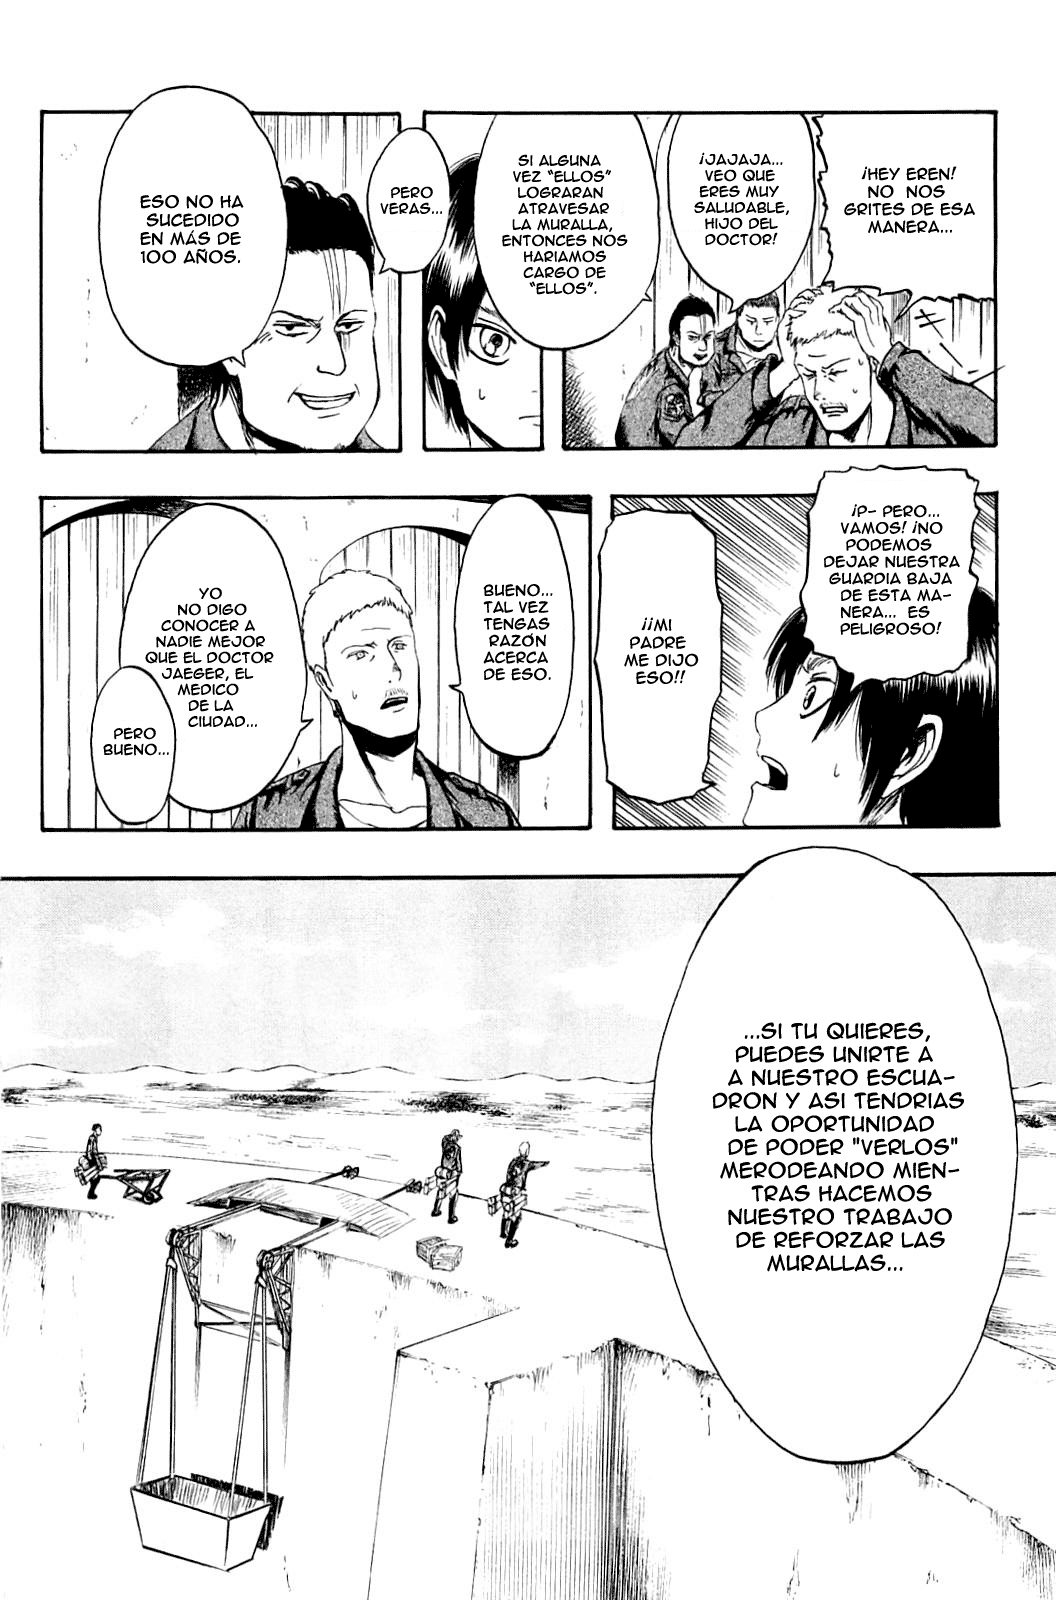 ¡HEY EREN!
NO NOS
GRITES DE ESA
MANERA...
¡JAJAJA...
VEO QUE
ERES MUY
SALUDABLE,
HIJO DEL
DOCTOR!
SI ALGUNA
VEZ "ELLOS"
LOGRARAN
ATRAVESAR
LA MURALLA,
ENTONCES NOS
HARIAMOS
CARGO DE
"ELLOS".
PERO
VERAS...
ESO NO HA
SUCEDIDO
EN MÁS DE
100 AÑOS.
¡P- PERO...
VAMOS! ¡NO
PODEMOS
DEJAR NUESTRA
GUARDIA BAJA
DE ESTA MA-
NERA... ES
PELIGROSO!
¡¡MI
PADRE
ME DIJO
ESO!!
BUENO...
TAL VEZ
TENGAS
RAZÓN
ACERCA
DE ESO.
YO
NO DIGO
CONOCER A
NADIE MEJOR
QUE EL DOCTOR
JAEGER, EL
MEDICO
DE LA
CIUDAD...
PERO
BUENO...
...SI TU QUIERES,
PUEDES UNIRTE A
A NUESTRO ESCUA-
DRON Y ASI TENDRIAS
LA OPORTUNIDAD
DE PODER "VERLOS"
MERODEANDO MIEN-
TRAS HACEMOS
NUESTRO TRABAJO
DE REFORZAR LAS
MURALLAS...